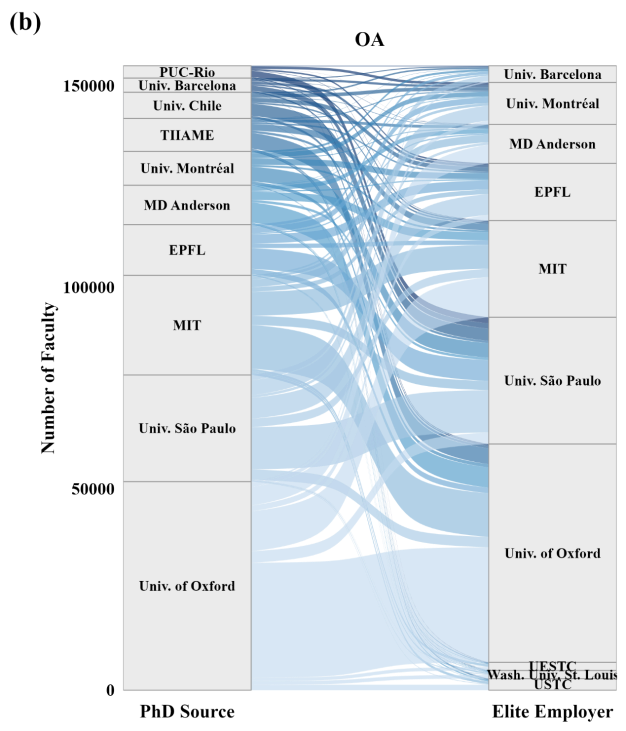 (b)
OA
Number of Faculty
150000
100000
50000
0
PUC-Rio
Univ. Barcelona
Univ. Chile
TIIAME
Univ. Montréal
MD Anderson
EPFL
MIT
Univ. São Paulo
Univ. of Oxford
Univ. Barcelona
Univ. Montréal
MD Anderson
EPFL
MIT
Univ. São Paulo
Univ. of Oxford
UESTC
Wash. Univ. St. Louis
USTC
PhD Source
Elite Employer